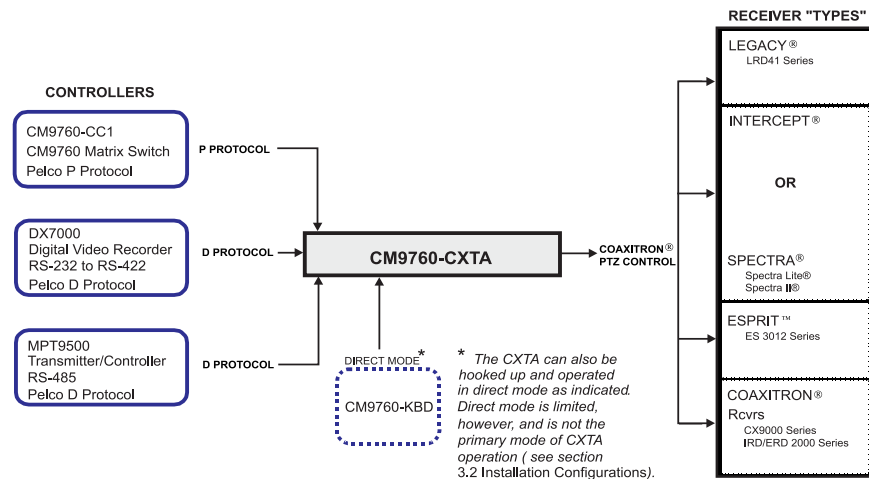 RECEIVER "TYPES"
LEGACY®
LRD41 Series
CONTROLLERS
CM9760-CC1
CM9760 Matrix Switch
Pelco P Protocol
P PROTOCOL
INTERCEPT®
OR
DX7000
Digital Video Recorder
RS-232 to RS-422
Pelco D Protocol
D PROTOCOL
CM9760-CXTA
COAXITRON®
PTZ CONTROL
SPECTRA®
Spectra Lite®
Spectra II®
MPT9500
Transmitter/Controller
RS-485
Pelco D Protocol
D PROTOCOL
DIRECT MODE*
CM9760-KBD
* The CXTA can also be
hooked up and operated
in direct mode as indicated.
Direct mode is limited,
however, and is not the
primary mode of CXTA
operation ( see section
3.2 Installation Configurations).
ESPRIT™
ES 3012 Series
COAXITRON®
Rcvrs
CX9000 Series
IRD/ERD 2000 Series